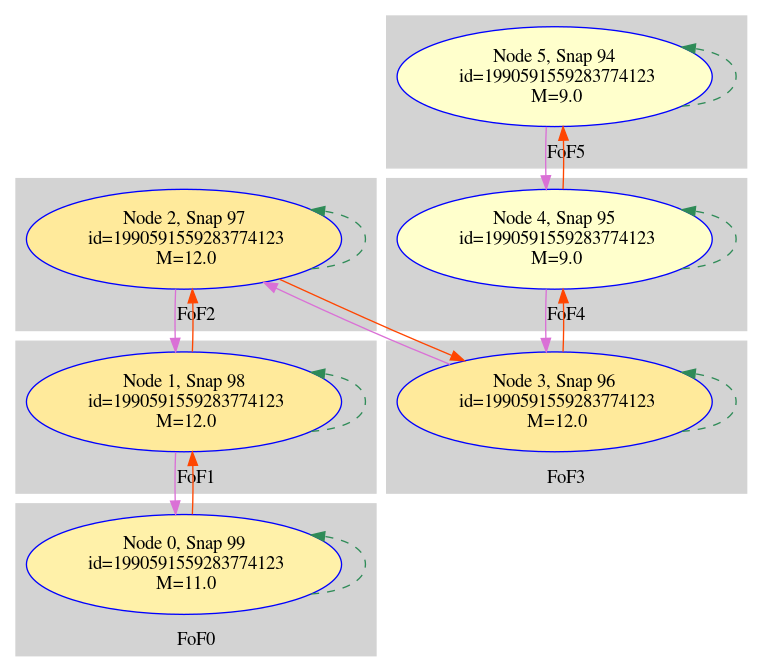 Node 5, Snap 94
id=1990591559283774123
M=9.0
FoF5
Node 2, Snap 97
id=1990591559283774123
M=12.0
FoF2
Node 4, Snap 95
id=1990591559283774123
M=9.0
FoF4
Node 1, Snap 98
id=1990591559283774123
M=12.0
FoF1
Node 3, Snap 96
id=1990591559283774123
M=12.0
FoF3
Node 0, Snap 99
id=1990591559283774123
M=11.0
FoF0